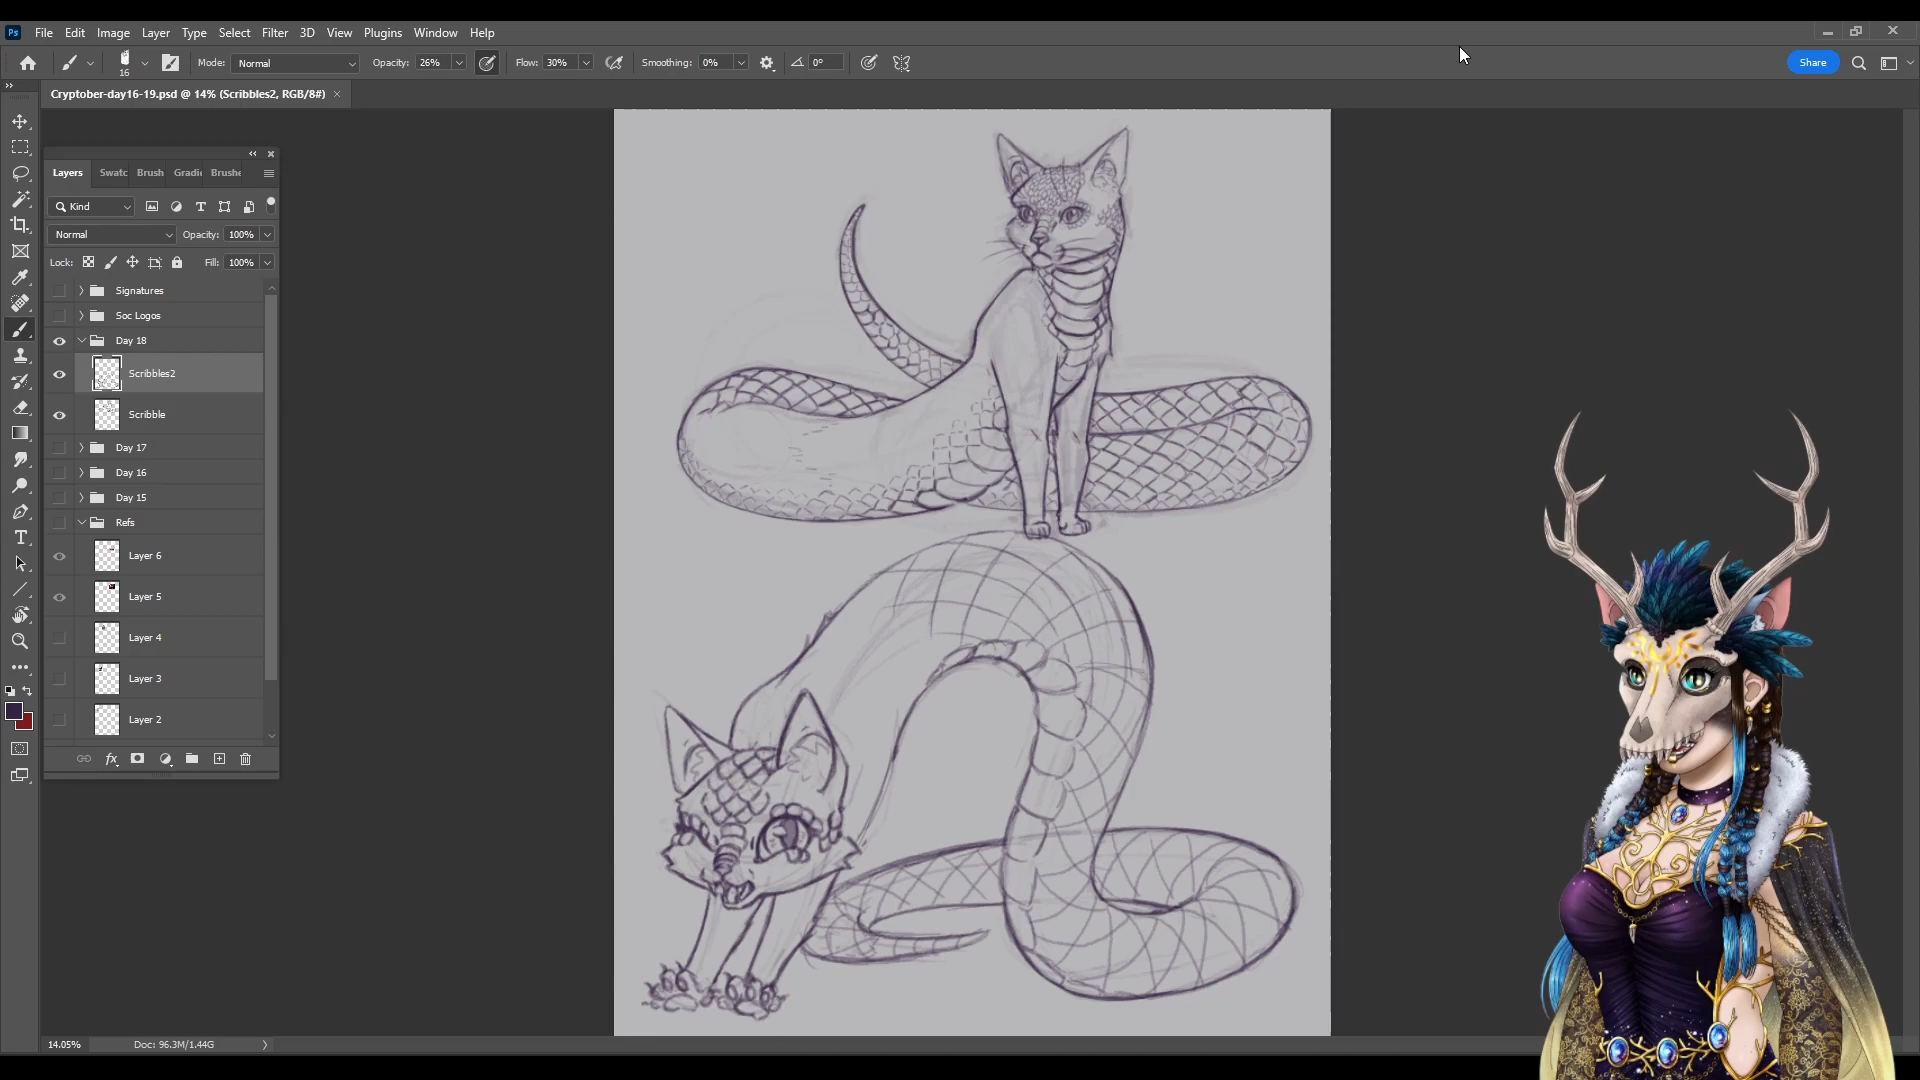 Ps File Edit Image Layer Type Select Filter 3D View Plugins Window Help
16 Mode: Normal Opacity: 26% Flow: 30% Smoothing: 0% 0° Share
Cryptober-day16-19.psd @ 14% (Scribbles2, RGB/8#)
Layers Swatc Brush Gradi Brushe
Kind
Normal Opacity: 100%
Lock: Fill: 100%
Signatures
Soc Logos
Day 18
Scribbles2
Scribble
Day 17
Day 16
Day 15
Refs
Layer 6
Layer 5
Layer 4
Layer 3
Layer 2
fx
14.05% Doc: 96.3M/1.44G